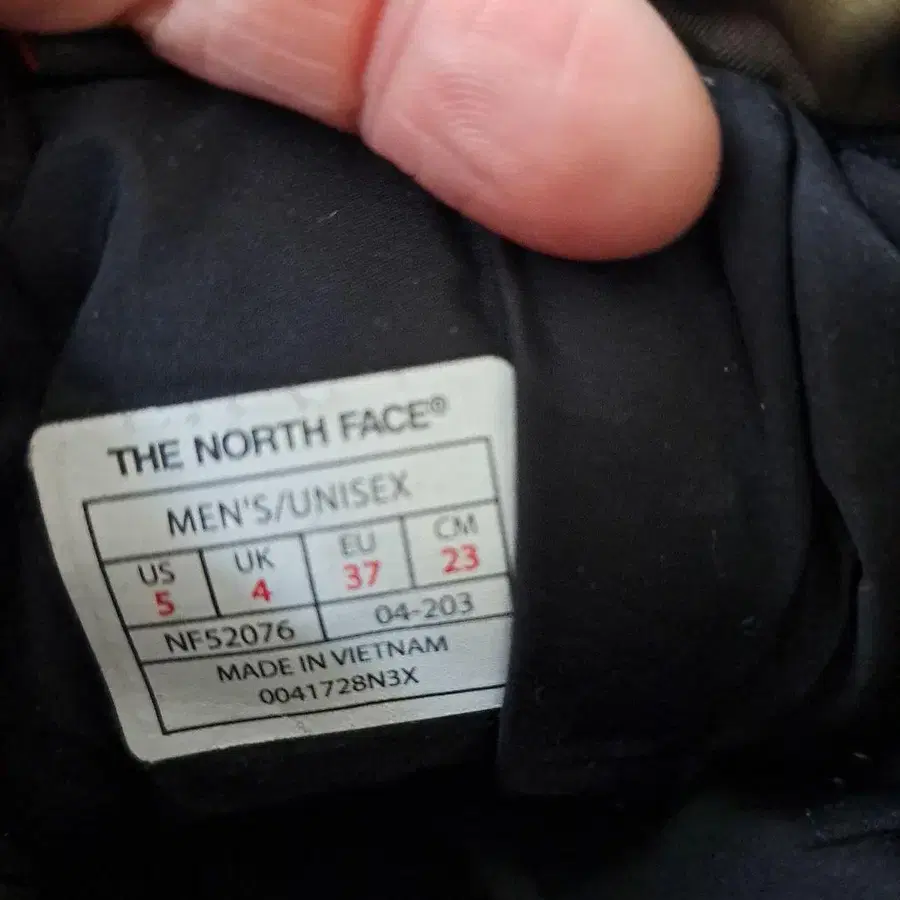 THE NORTH FACE®
MEN'S/UNISEX
US UK EU CM
5 4 37 23
NF52076 04-203
MADE IN VIETNAM
0041728N3X